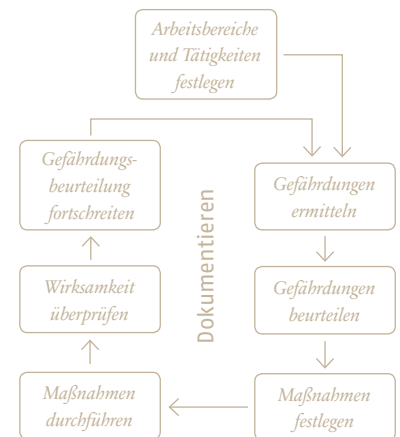 Arbeitsbereiche
und Tätigkeiten
festlegen
Gefährdungs-
beurteilung
fortschreiten
Gefährdungen
ermitteln
Dokumentieren
Wirksamkeit
überprüfen
Gefährdungen
beurteilen
Maßnahmen
durchführen
Maßnahmen
festlegen